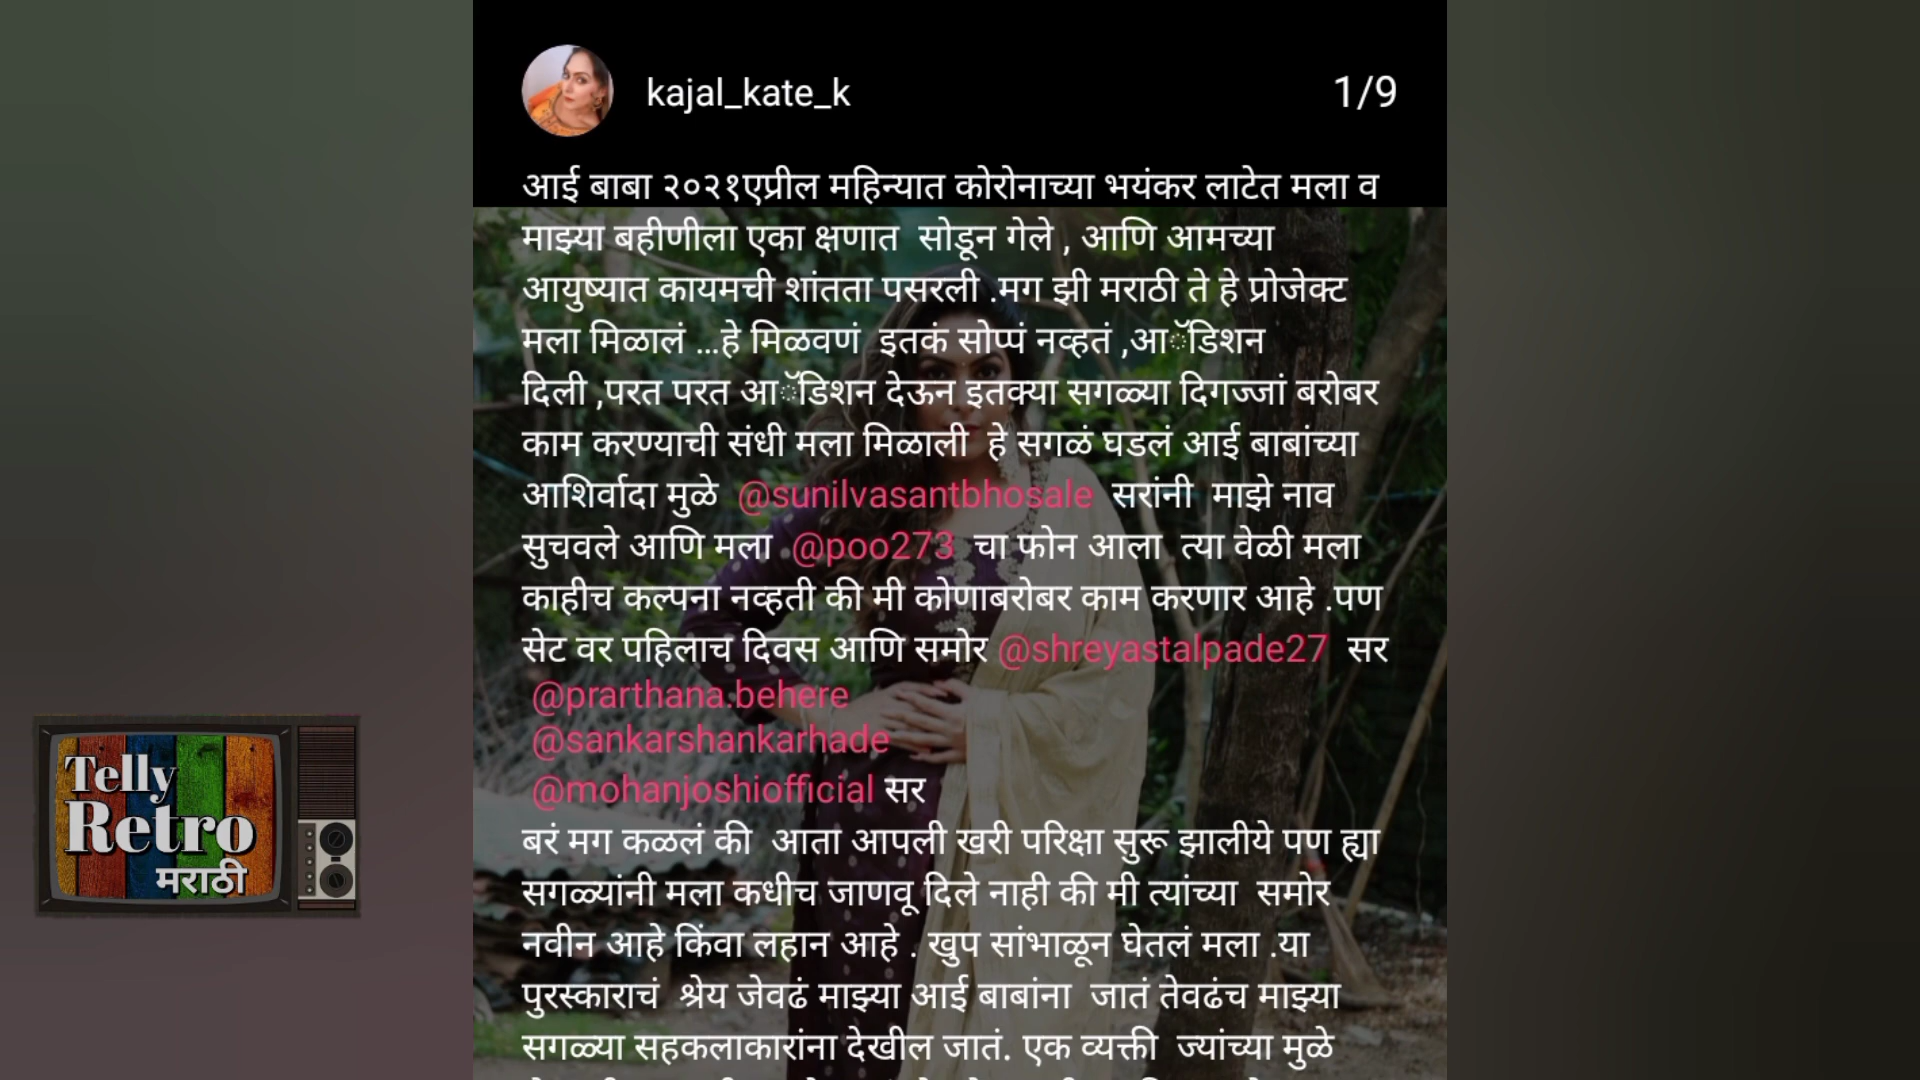 kajal_kate_k
1/9
आई बाबा २०२१एप्रील महिन्यात कोरोनाच्या भयंकर लाटेत मला व
माझ्या बहीणीला एका क्षणात सोडून गेले , आणि आमच्या
आयुष्यात कायमची शांतता पसरली .मग झी मराठी ते हे प्रोजेक्ट
मला मिळालं ...हे मिळवणं इतकं सोप्पं नव्हतं ,आॅडिशन
दिली ,परत परत आॅडिशन देऊन इतक्या सगळ्या दिगज्जां बरोबर
काम करण्याची संधी मला मिळाली हे सगळं घडलं आई बाबांच्या
आशिर्वादा मुळे @sunilvasantbhosale सरांनी माझे नाव
सुचवले आणि मला @poo273 चा फोन आला त्या वेळी मला
काहीच कल्पना नव्हती की मी कोणाबरोबर काम करणार आहे .पण
सेट वर पहिलाच दिवस आणि समोर @shreyastalpade27 सर
@prarthana.behere
@sankarshankarhade
@mohanjoshiofficial सर
बरं मग कळलं की आता आपली खरी परिक्षा सुरू झालीये पण ह्या
सगळ्यांनी मला कधीच जाणवू दिले नाही की मी त्यांच्या समोर
नवीन आहे किंवा लहान आहे . खुप सांभाळून घेतलं मला .या
पुरस्काराचं श्रेय जेवढं माझ्या आई बाबांना जातं तेवढंच माझ्या
सगळ्या सहकलाकारांना देखील जातं. एक व्यक्ती ज्यांच्या मुळे
Telly
Retro
मराठी